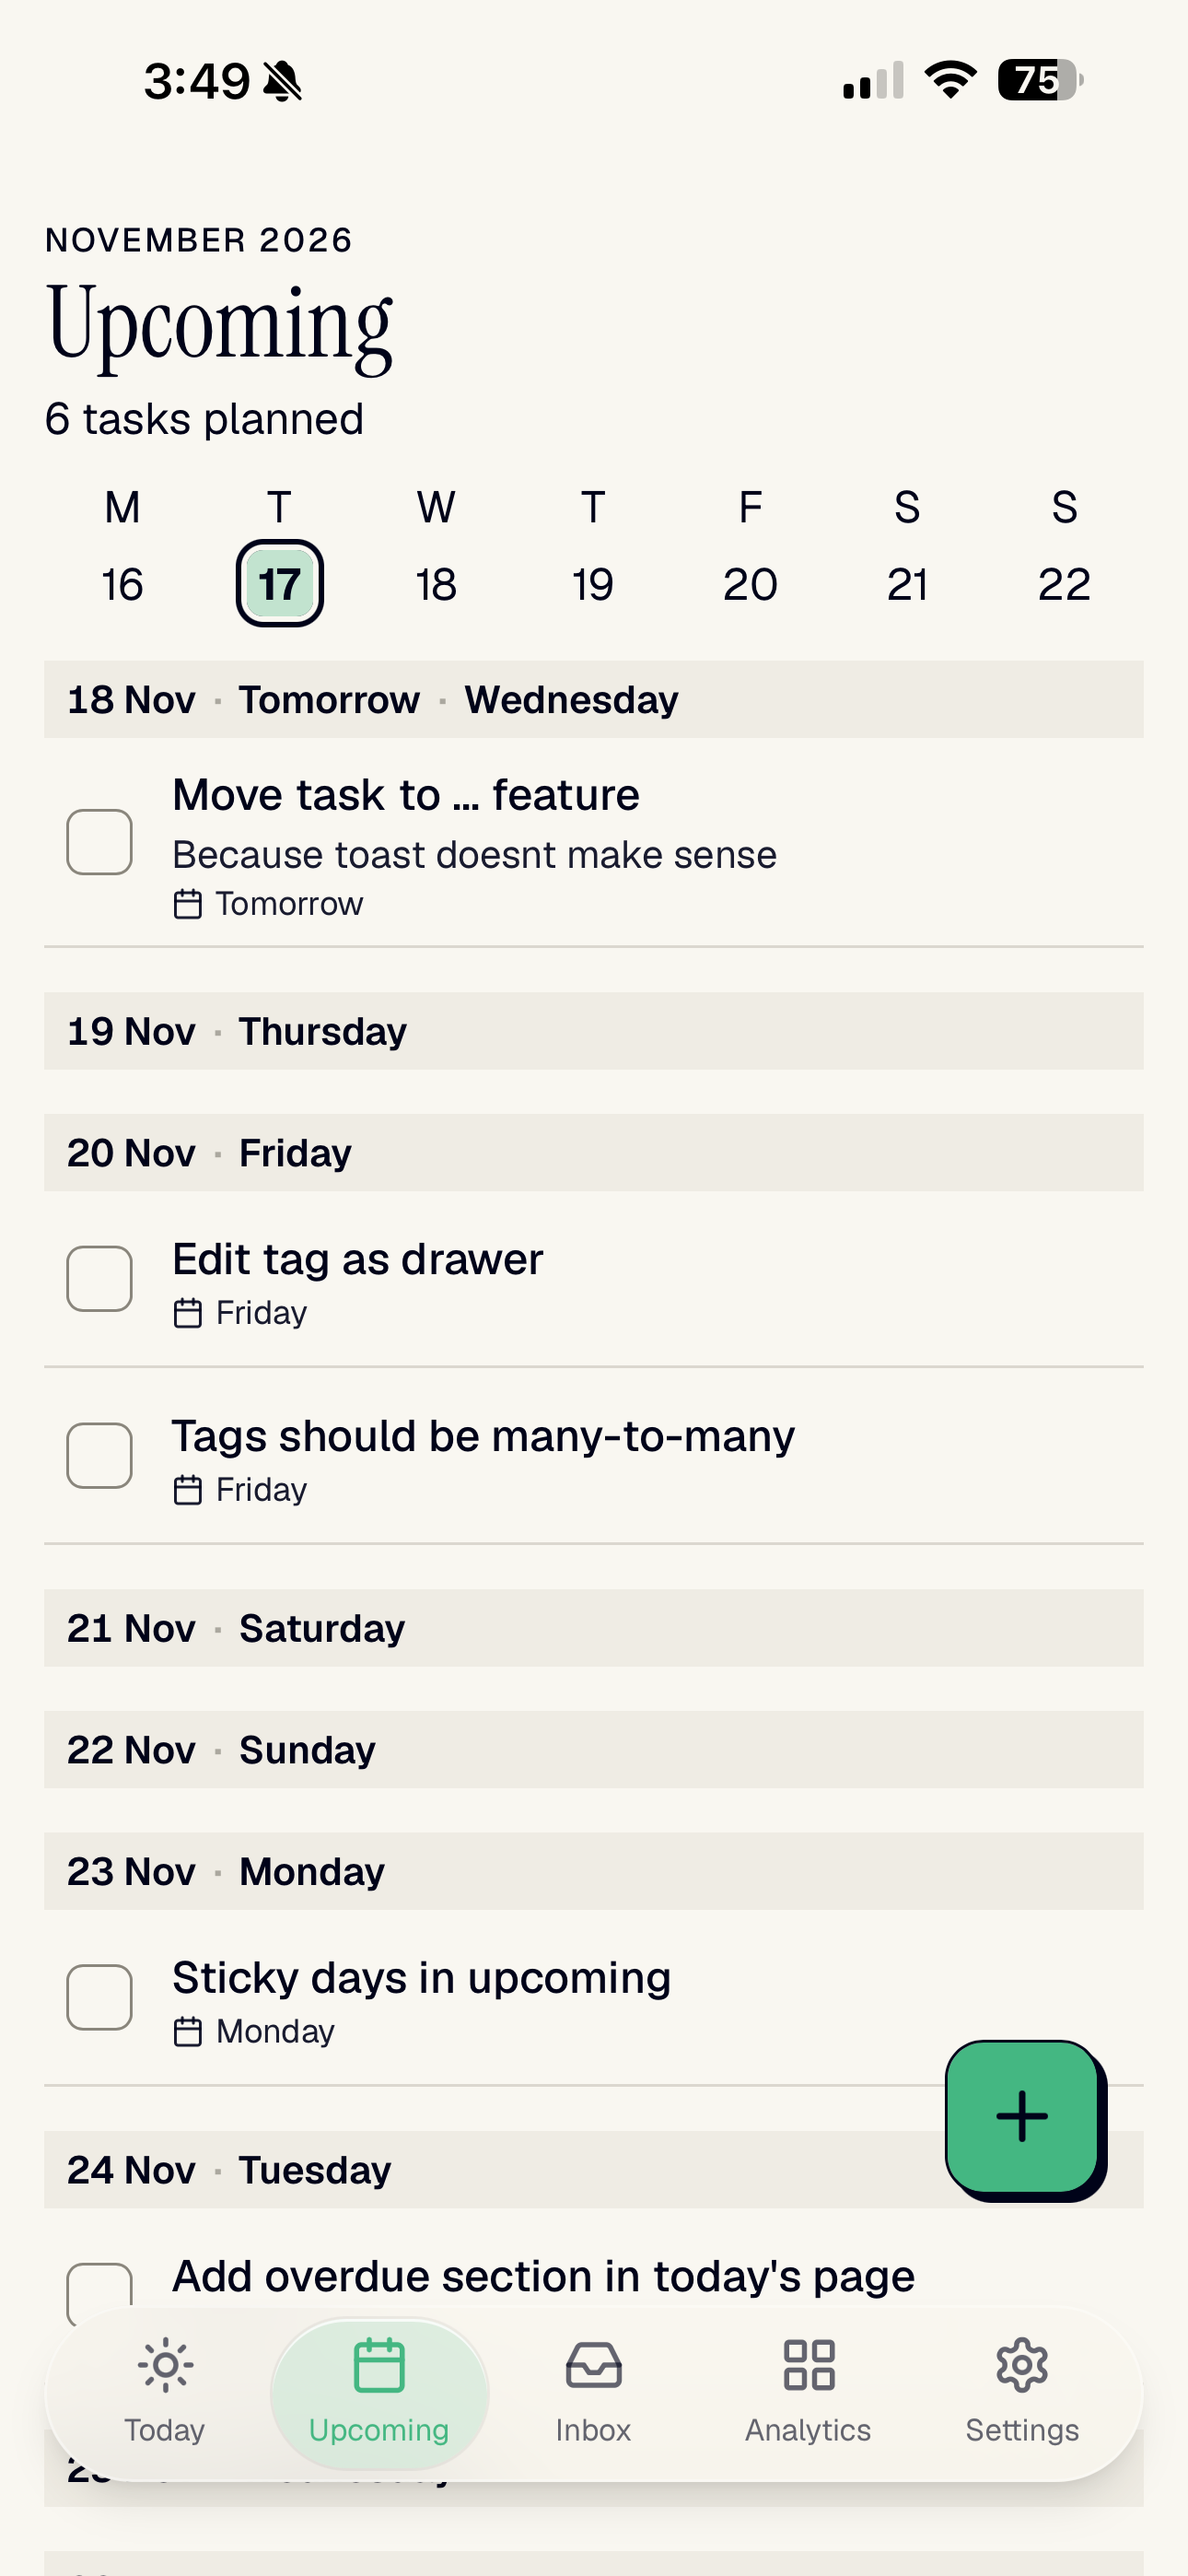 3:49
75
NOVEMBER 2026
Upcoming
6 tasks planned
M T W T F S S
16 17 18 19 20 21 22
18 Nov · Tomorrow · Wednesday
Move task to ... feature
Because toast doesnt make sense
Tomorrow
19 Nov · Thursday
20 Nov · Friday
Edit tag as drawer
Friday
Tags should be many-to-many
Friday
21 Nov · Saturday
22 Nov · Sunday
23 Nov · Monday
Sticky days in upcoming
Monday
24 Nov · Tuesday
Add overdue section in today's page
Today Upcoming Inbox Analytics Settings